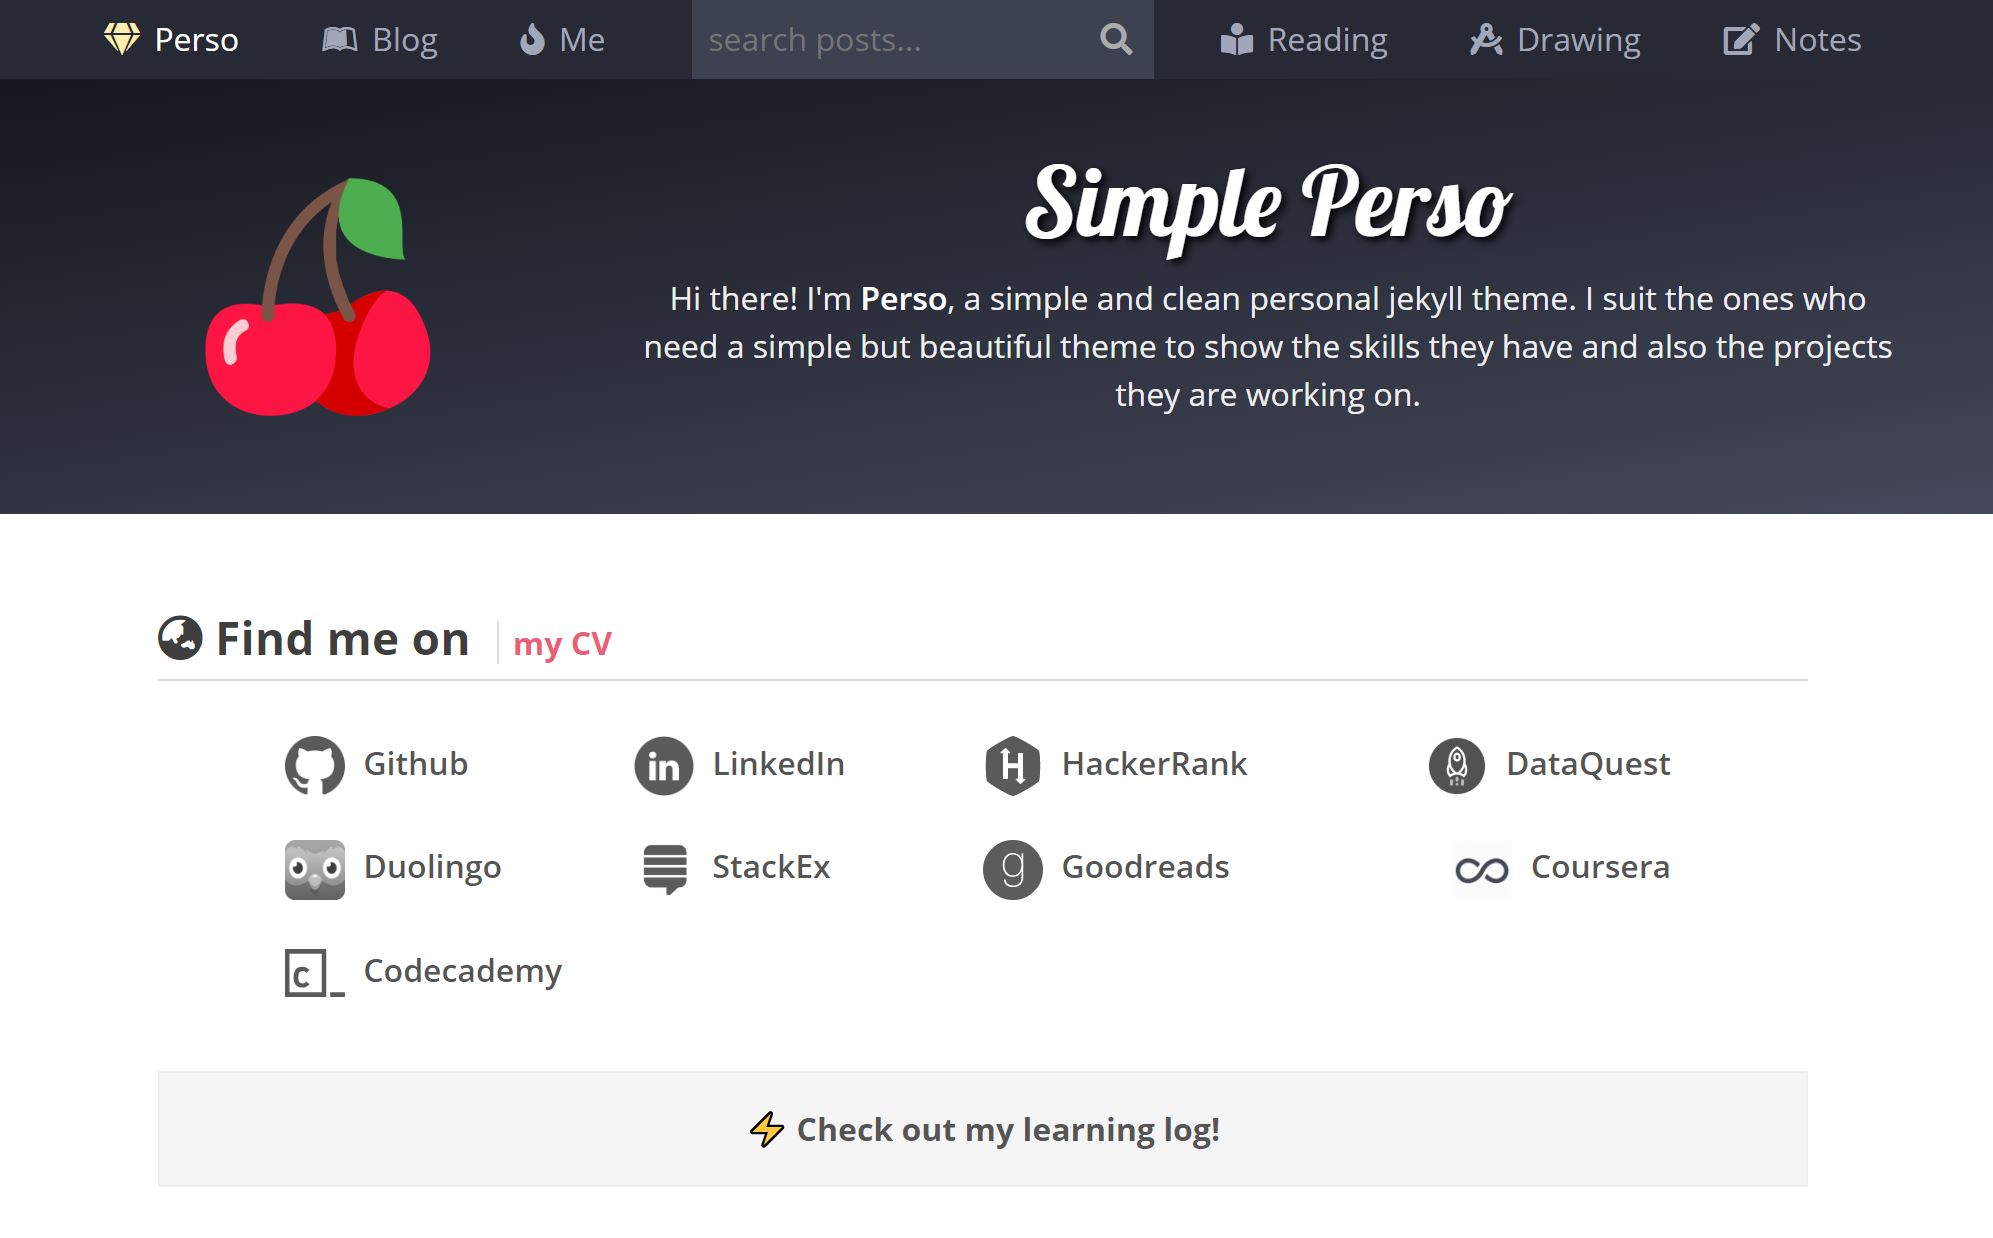 Perso Blog Me search posts... Reading Drawing Notes
Simple Perso
Hi there! I'm Perso, a simple and clean personal jekyll theme. I suit the ones who
need a simple but beautiful theme to show the skills they have and also the projects
they are working on.
Find me on my CV
Github LinkedIn HackerRank DataQuest
Duolingo StackEx Goodreads Coursera
Codecademy
Check out my learning log!